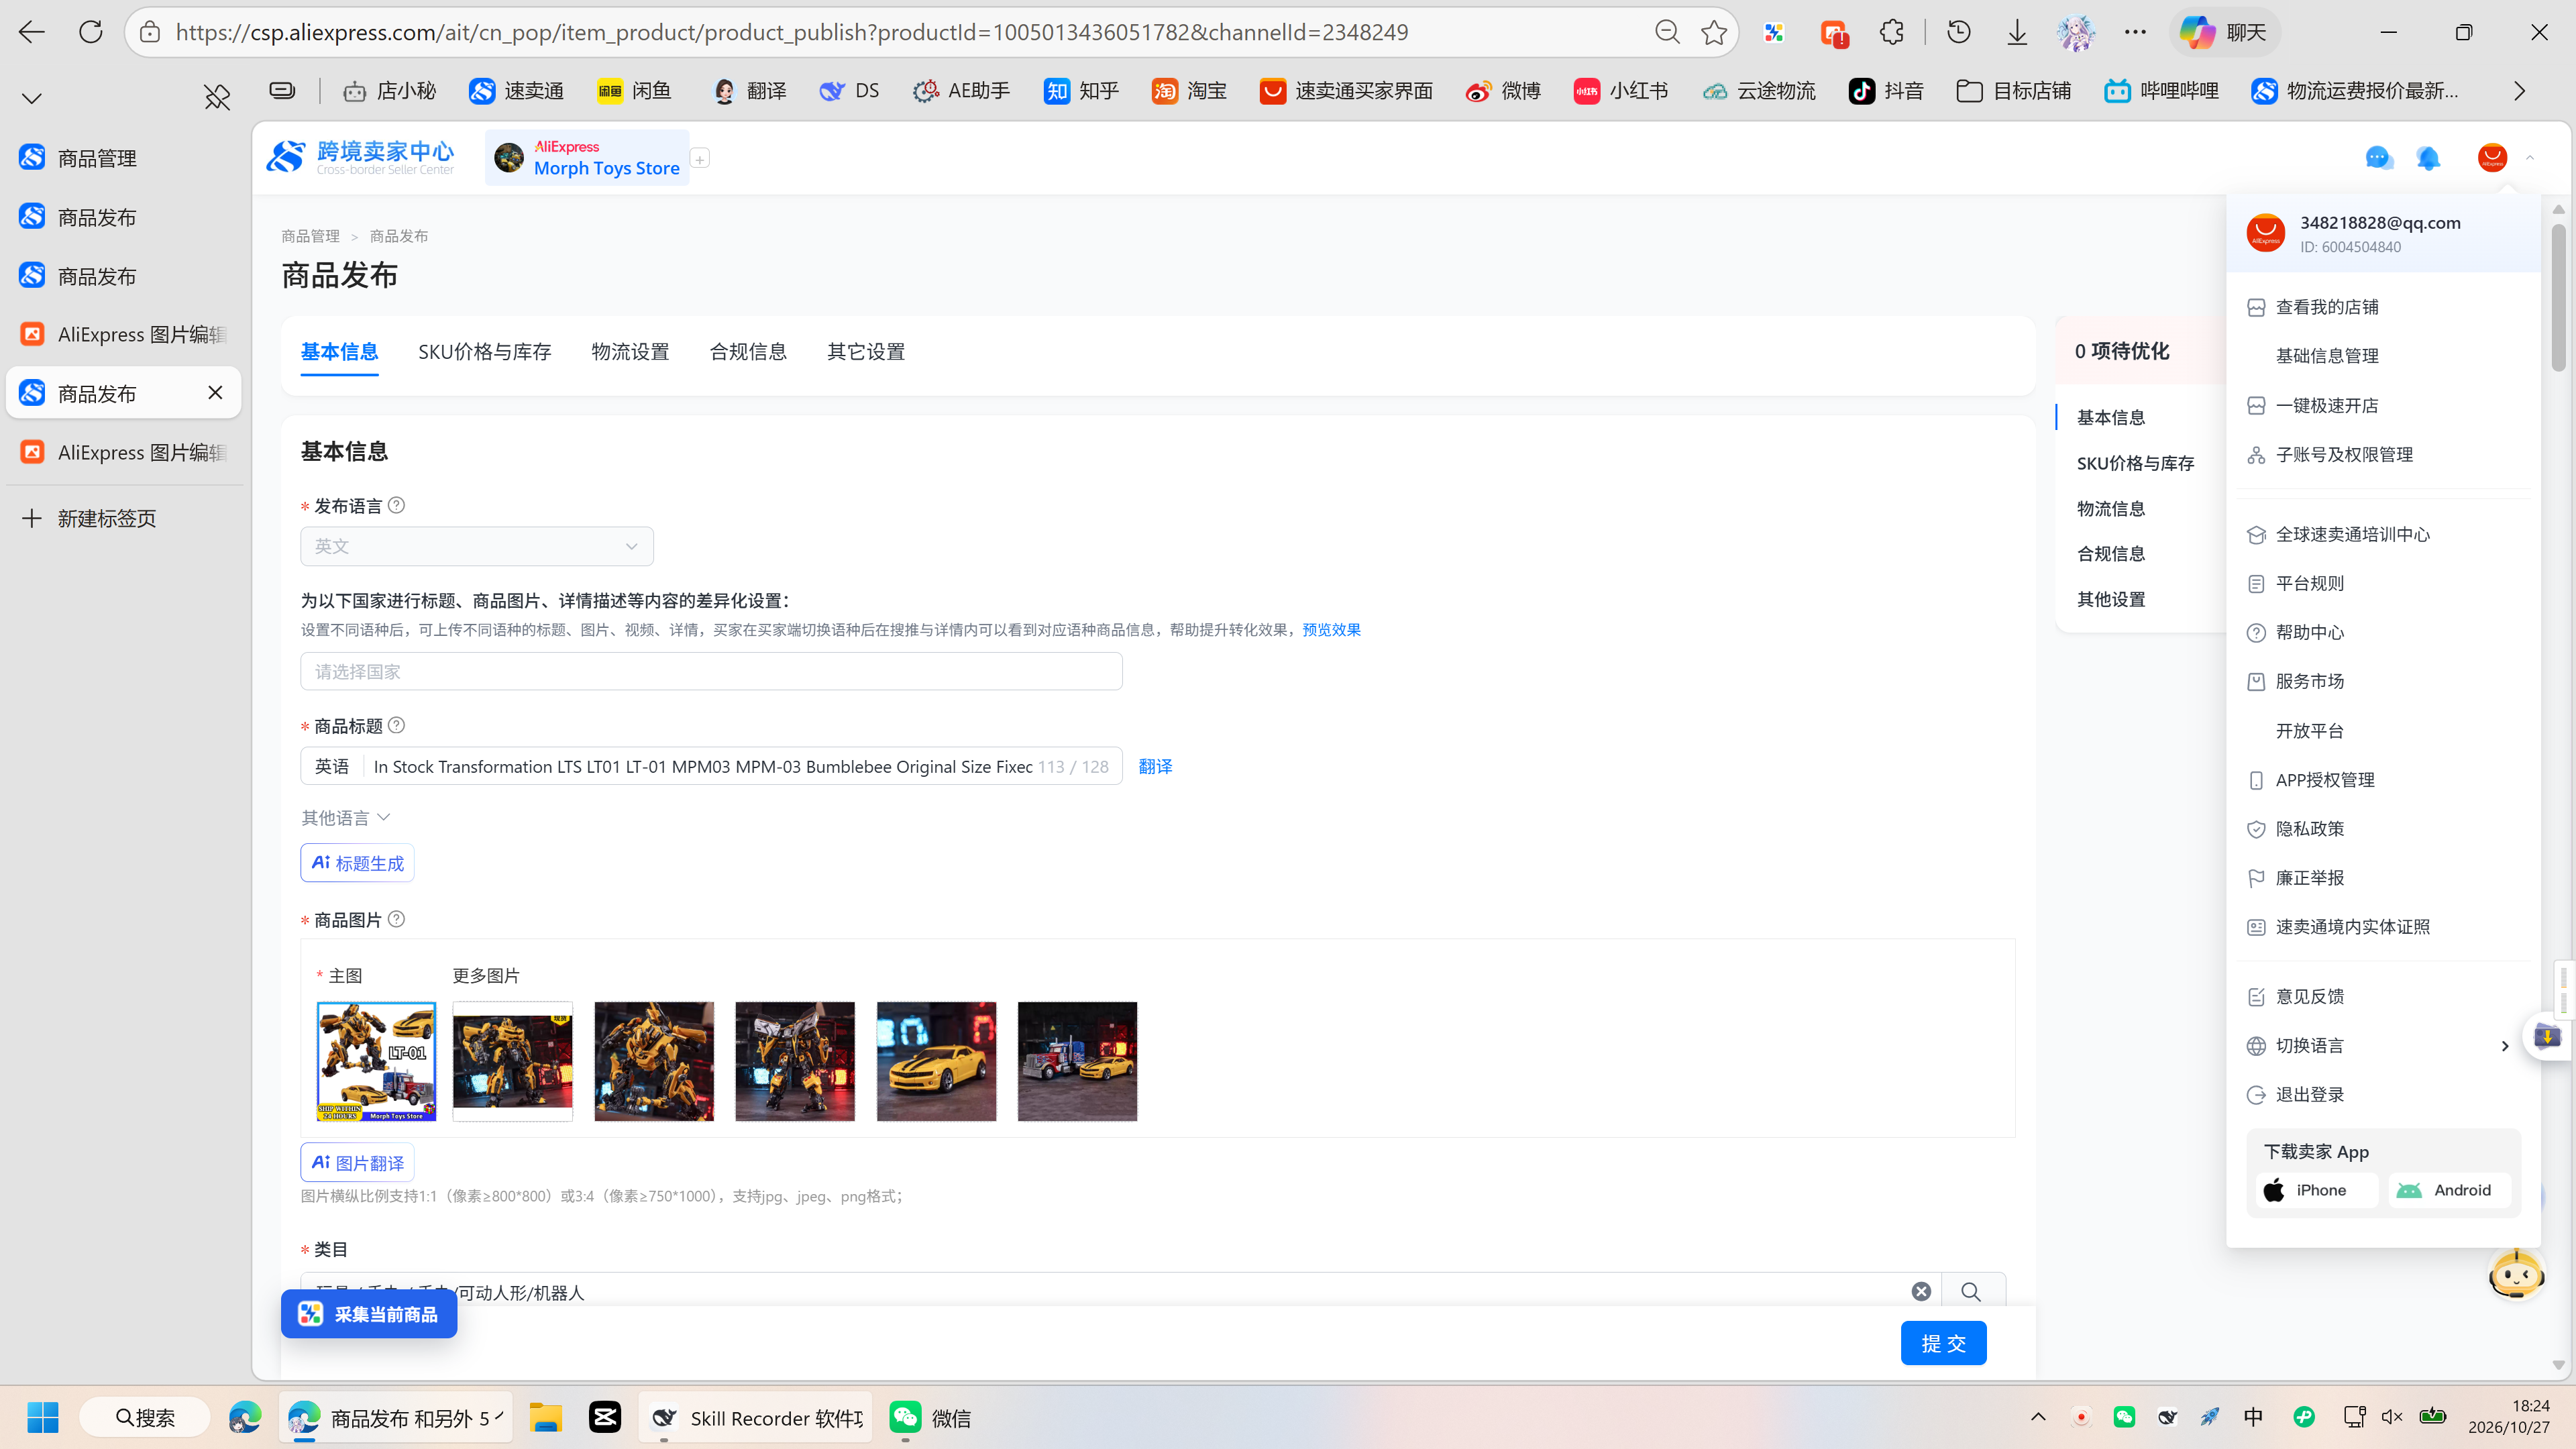 https://csp.aliexpress.com/ait/cn_pop/item_product/product_publish?productId=1005013436051782&channelId=2348249
聊天
店小秘
速卖通
闲鱼
翻译
DS
AE助手
知乎
淘宝
速卖通买家界面
微博
小红书
云途物流
抖音
目标店铺
哔哩哔哩
物流运费报价最新...
商品管理
商品发布
商品发布
AliExpress 图片编辑
商品发布
AliExpress 图片编辑
新建标签页
跨境卖家中心
Cross-border Seller Center
AliExpress
Morph Toys Store
商品管理 > 商品发布
商品发布
基本信息
SKU价格与库存
物流设置
合规信息
其它设置
基本信息
* 发布语言
英文
为以下国家进行标题、商品图片、详情描述等内容的差异化设置：
设置不同语种后，可上传不同语种的标题、图片、视频、详情，买家在买家端切换语种后在搜推与详情内可以看到对应语种商品信息，帮助提升转化效果，预览效果
请选择国家
* 商品标题
英语 In Stock Transformation LTS LT01 LT-01 MPM03 MPM-03 Bumblebee Original Size Fixec 113 / 128 翻译
其他语言
Ai 标题生成
* 商品图片
* 主图
更多图片
LT-01
SHIP WITHIN
24 HOURS
Morph Toys Store
现货
Ai 图片翻译
图片横纵比例支持1:1（像素≥800*800）或3:4（像素≥750*1000），支持jpg、jpeg、png格式；
* 类目
/可动人形/机器人
采集当前商品
提 交
0 项待优化
基本信息
SKU价格与库存
物流信息
合规信息
其他设置
348218828@qq.com
ID: 6004504840
查看我的店铺
基础信息管理
一键极速开店
子账号及权限管理
全球速卖通培训中心
平台规则
帮助中心
服务市场
开放平台
APP授权管理
隐私政策
廉正举报
速卖通境内实体证照
意见反馈
切换语言
退出登录
下载卖家 App
iPhone
Android
搜索
商品发布 和另外 5
Skill Recorder 软件
微信
中
18:24
2026/10/27